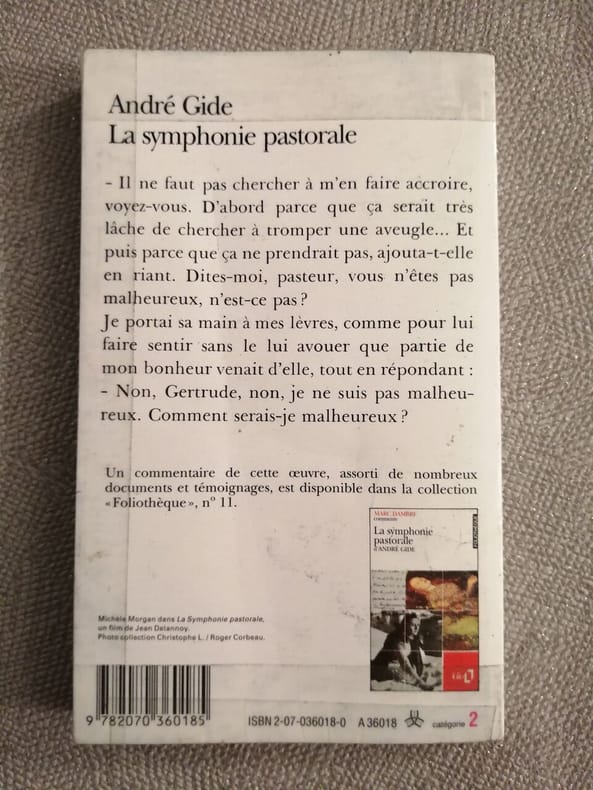 André Gide
La symphonie pastorale
- Il ne faut pas chercher à m'en faire accroire,
voyez-vous. D'abord parce que ça serait très
lâche de chercher à tromper une aveugle... Et
puis parce que ça ne prendrait pas, ajouta-t-elle
en riant. Dites-moi, pasteur, vous n'êtes pas
malheureux, n'est-ce pas ?
Je portai sa main à mes lèvres, comme pour lui
faire sentir sans le lui avouer que partie de
mon bonheur venait d'elle, tout en répondant :
- Non, Gertrude, non, je ne suis pas malheu-
reux. Comment serais-je malheureux ?
Un commentaire de cette œuvre, assorti de nombreux
documents et témoignages, est disponible dans la collection
« Foliothèque », n° 11.
MARC DAMBRE
commente
La symphonie
pastorale
d'ANDRÉ GIDE
Michèle Morgan dans La Symphonie pastorale,
un film de Jean Delannoy.
Photo collection Christophe L. / Roger Corbeau.
9 782070 360185
ISBN 2-07-036018-0 A 36018 catégorie 2